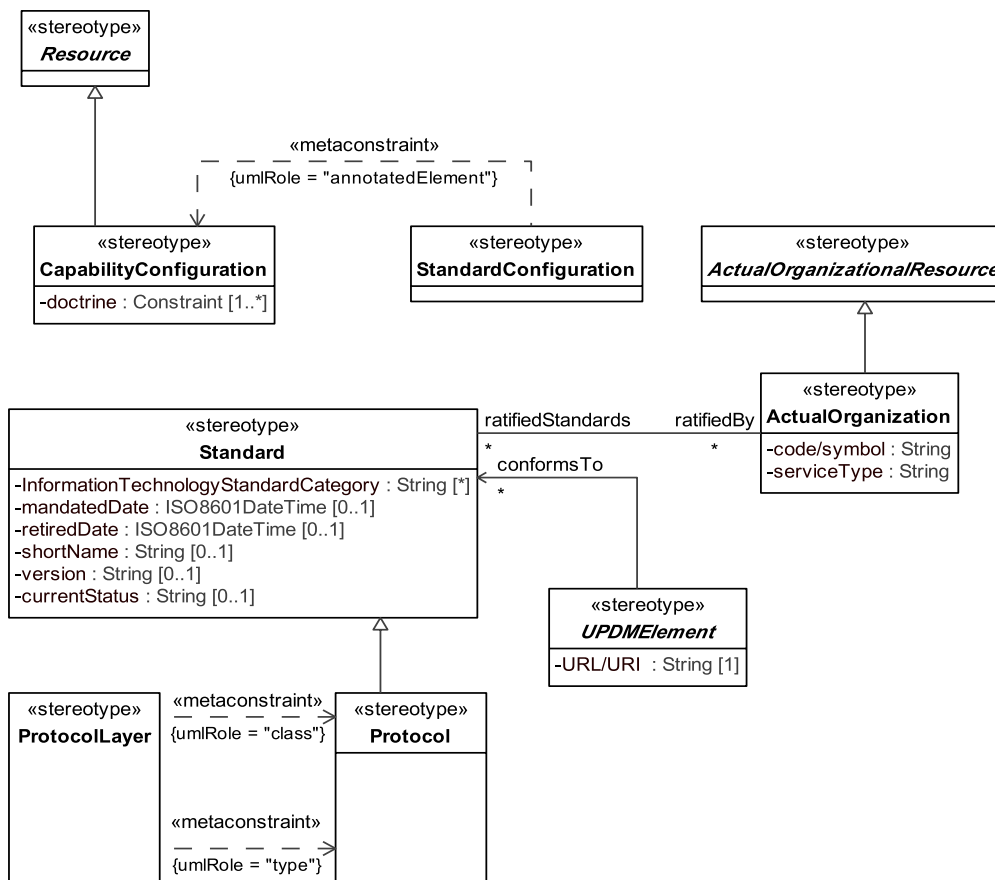 «stereotype»
Resource
«metaconstraint»
{umlRole = "annotatedElement"}
«stereotype»
CapabilityConfiguration
-doctrine : Constraint [1..*]
«stereotype»
StandardConfiguration
«stereotype»
ActualOrganizationalResource
«stereotype»
Standard
-InformationTechnologyStandardCategory : String [*]
-mandatedDate : ISO8601DateTime [0..1]
-retiredDate : ISO8601DateTime [0..1]
-shortName : String [0..1]
-version : String [0..1]
-currentStatus : String [0..1]
ratifiedStandards
*
ratifiedBy
*
«stereotype»
ActualOrganization
-code/symbol : String
-serviceType : String
conformsTo
*
«stereotype»
UPDMElement
-URL/URI : String [1]
«stereotype»
ProtocolLayer
«metaconstraint»
{umlRole = "class"}
«stereotype»
Protocol
«metaconstraint»
{umlRole = "type"}